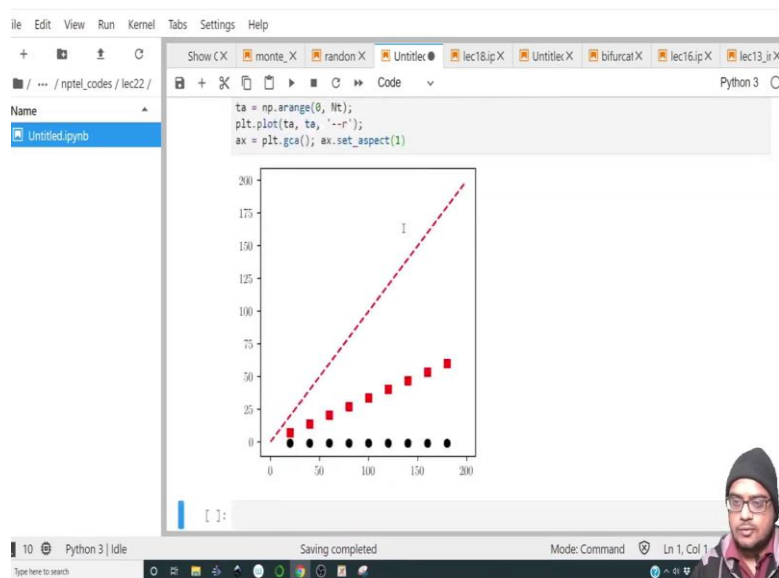 ile Edit View Run Kernel Tabs Settings Help
Show C X monte_ X randon X Untitlec lec18.ip X Untitlec X bifurcat X lec16.ip X lec13_ir X
/ ... / nptel_codes / lec22 /
Code
Python 3
Name
Untitled.ipynb
ta = np.arange(0, Nt);
plt.plot(ta, ta, '--r');
ax = plt.gca(); ax.set_aspect(1)
200
175
150
125
100
75
50
25
0
0 50 100 150 200
[ ]:
10 Python 3 | Idle Saving completed Mode: Command Ln 1, Col 1
Type here to search